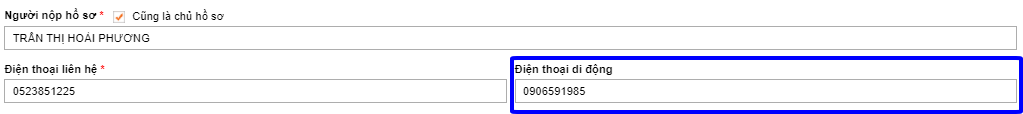 Người nộp hồ sơ * Cũng là chủ hồ sơ
TRẦN THỊ HOÀI PHƯƠNG
Điện thoại liên hệ * Điện thoại di động
0523851225 0906591985